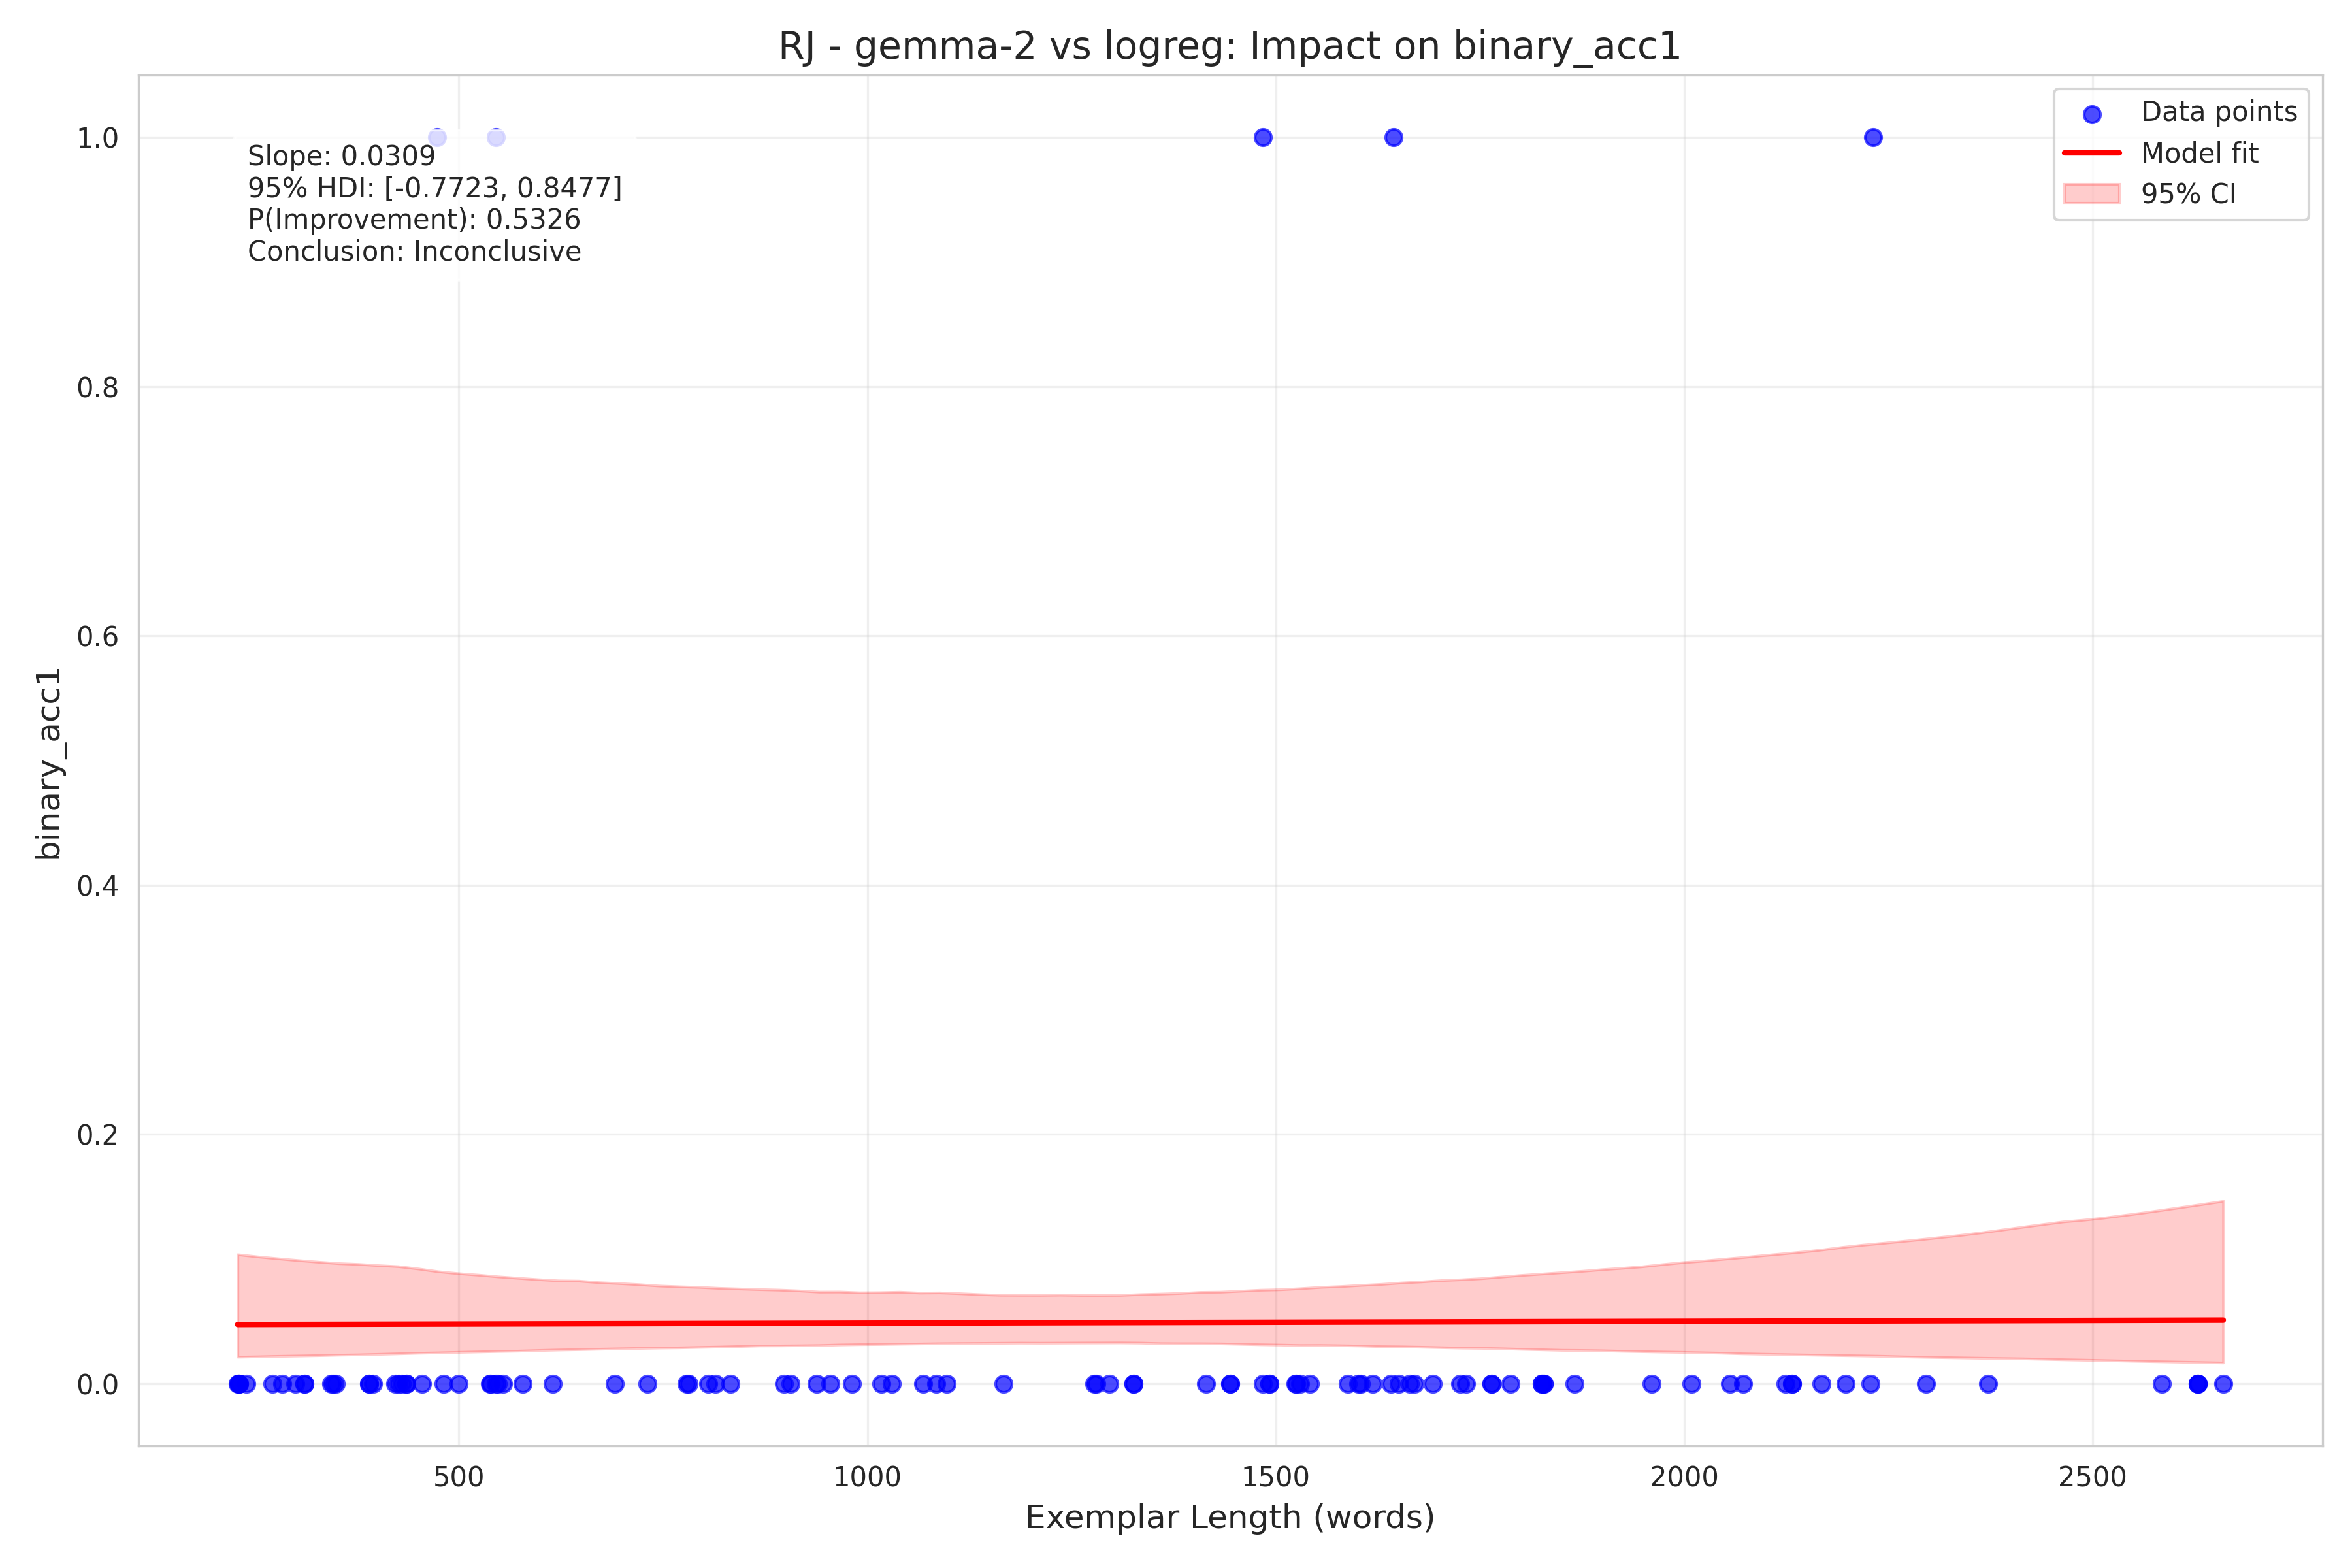 RJ - gemma-2 vs logreg: Impact on binary_acc1
Slope: 0.0309
95% HDI: [-0.7723, 0.8477]
P(Improvement): 0.5326
Conclusion: Inconclusive
Data points
Model fit
95% CI
binary_acc1
1.0
0.8
0.6
0.4
0.2
0.0
500 1000 1500 2000 2500
Exemplar Length (words)